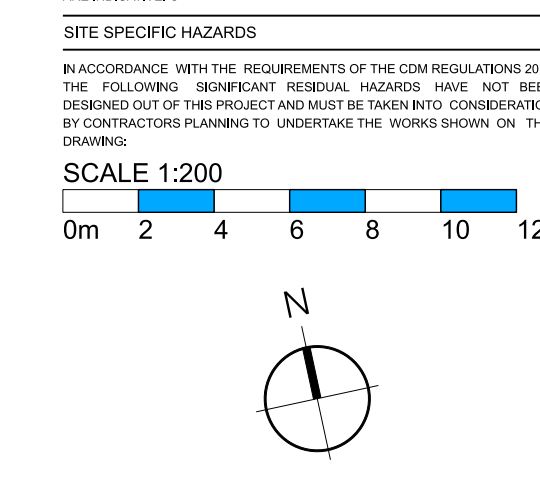 SITE SPECIFIC HAZARDS
IN ACCORDANCE WITH THE REQUIREMENTS OF THE CDM REGULATIONS
THE FOLLOWING SIGNIFICANT RESIDUAL HAZARDS HAVE NOT
DESIGNED OUT OF THIS PROJECT AND MUST BE TAKEN INTO
BY CONTRACTORS PLANNING TO UNDERTAKE THE WORKS SHOWN ON
DRAWING:
SCALE 1:200
0m 2 4 6 8 10 12
N